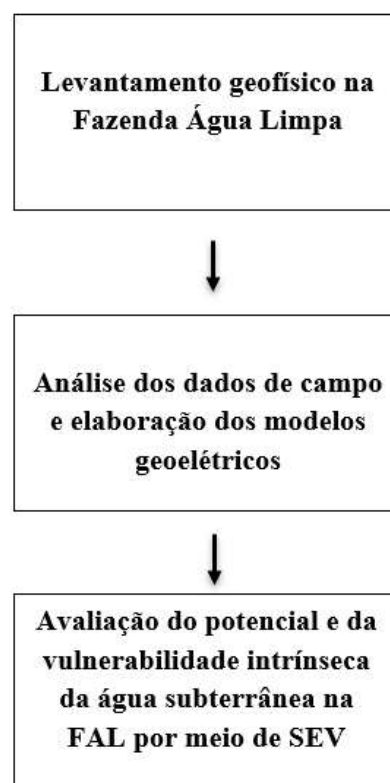 Levantamento geofísico na
Fazenda Água Limpa
Análise dos dados de campo
e elaboração dos modelos
geoelétricos
Avaliação do potencial e da
vulnerabilidade intrínseca
da água subterrânea na
FAL por meio de SEV